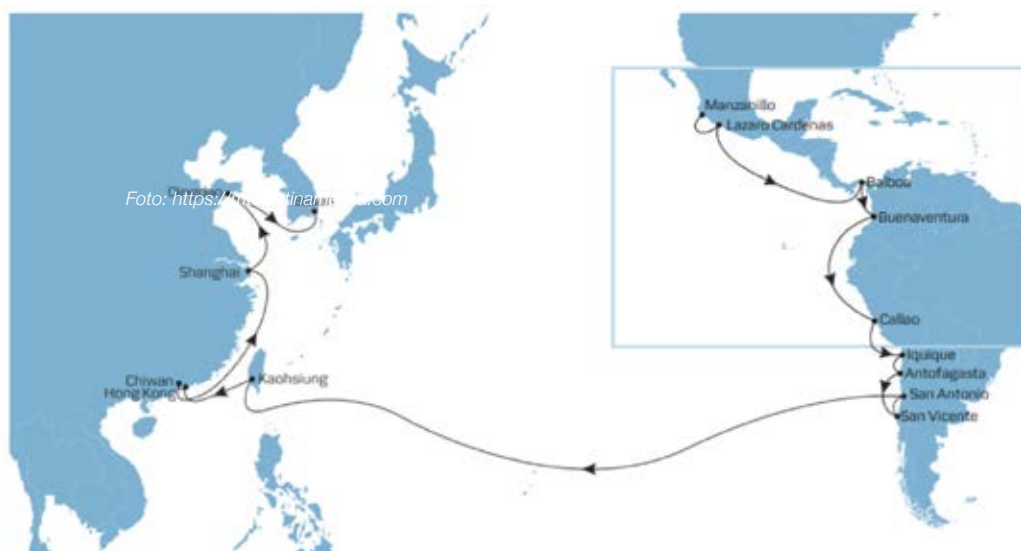 Manzanillo
Lazaro Cardenas
Balbou
Buenaventura
Foto: https://m
.com
Shanghai
Callao
Iquique
Chiwan
Kaohsiung
Antofagasta
Hong Kong
San Antonio
San Vicente